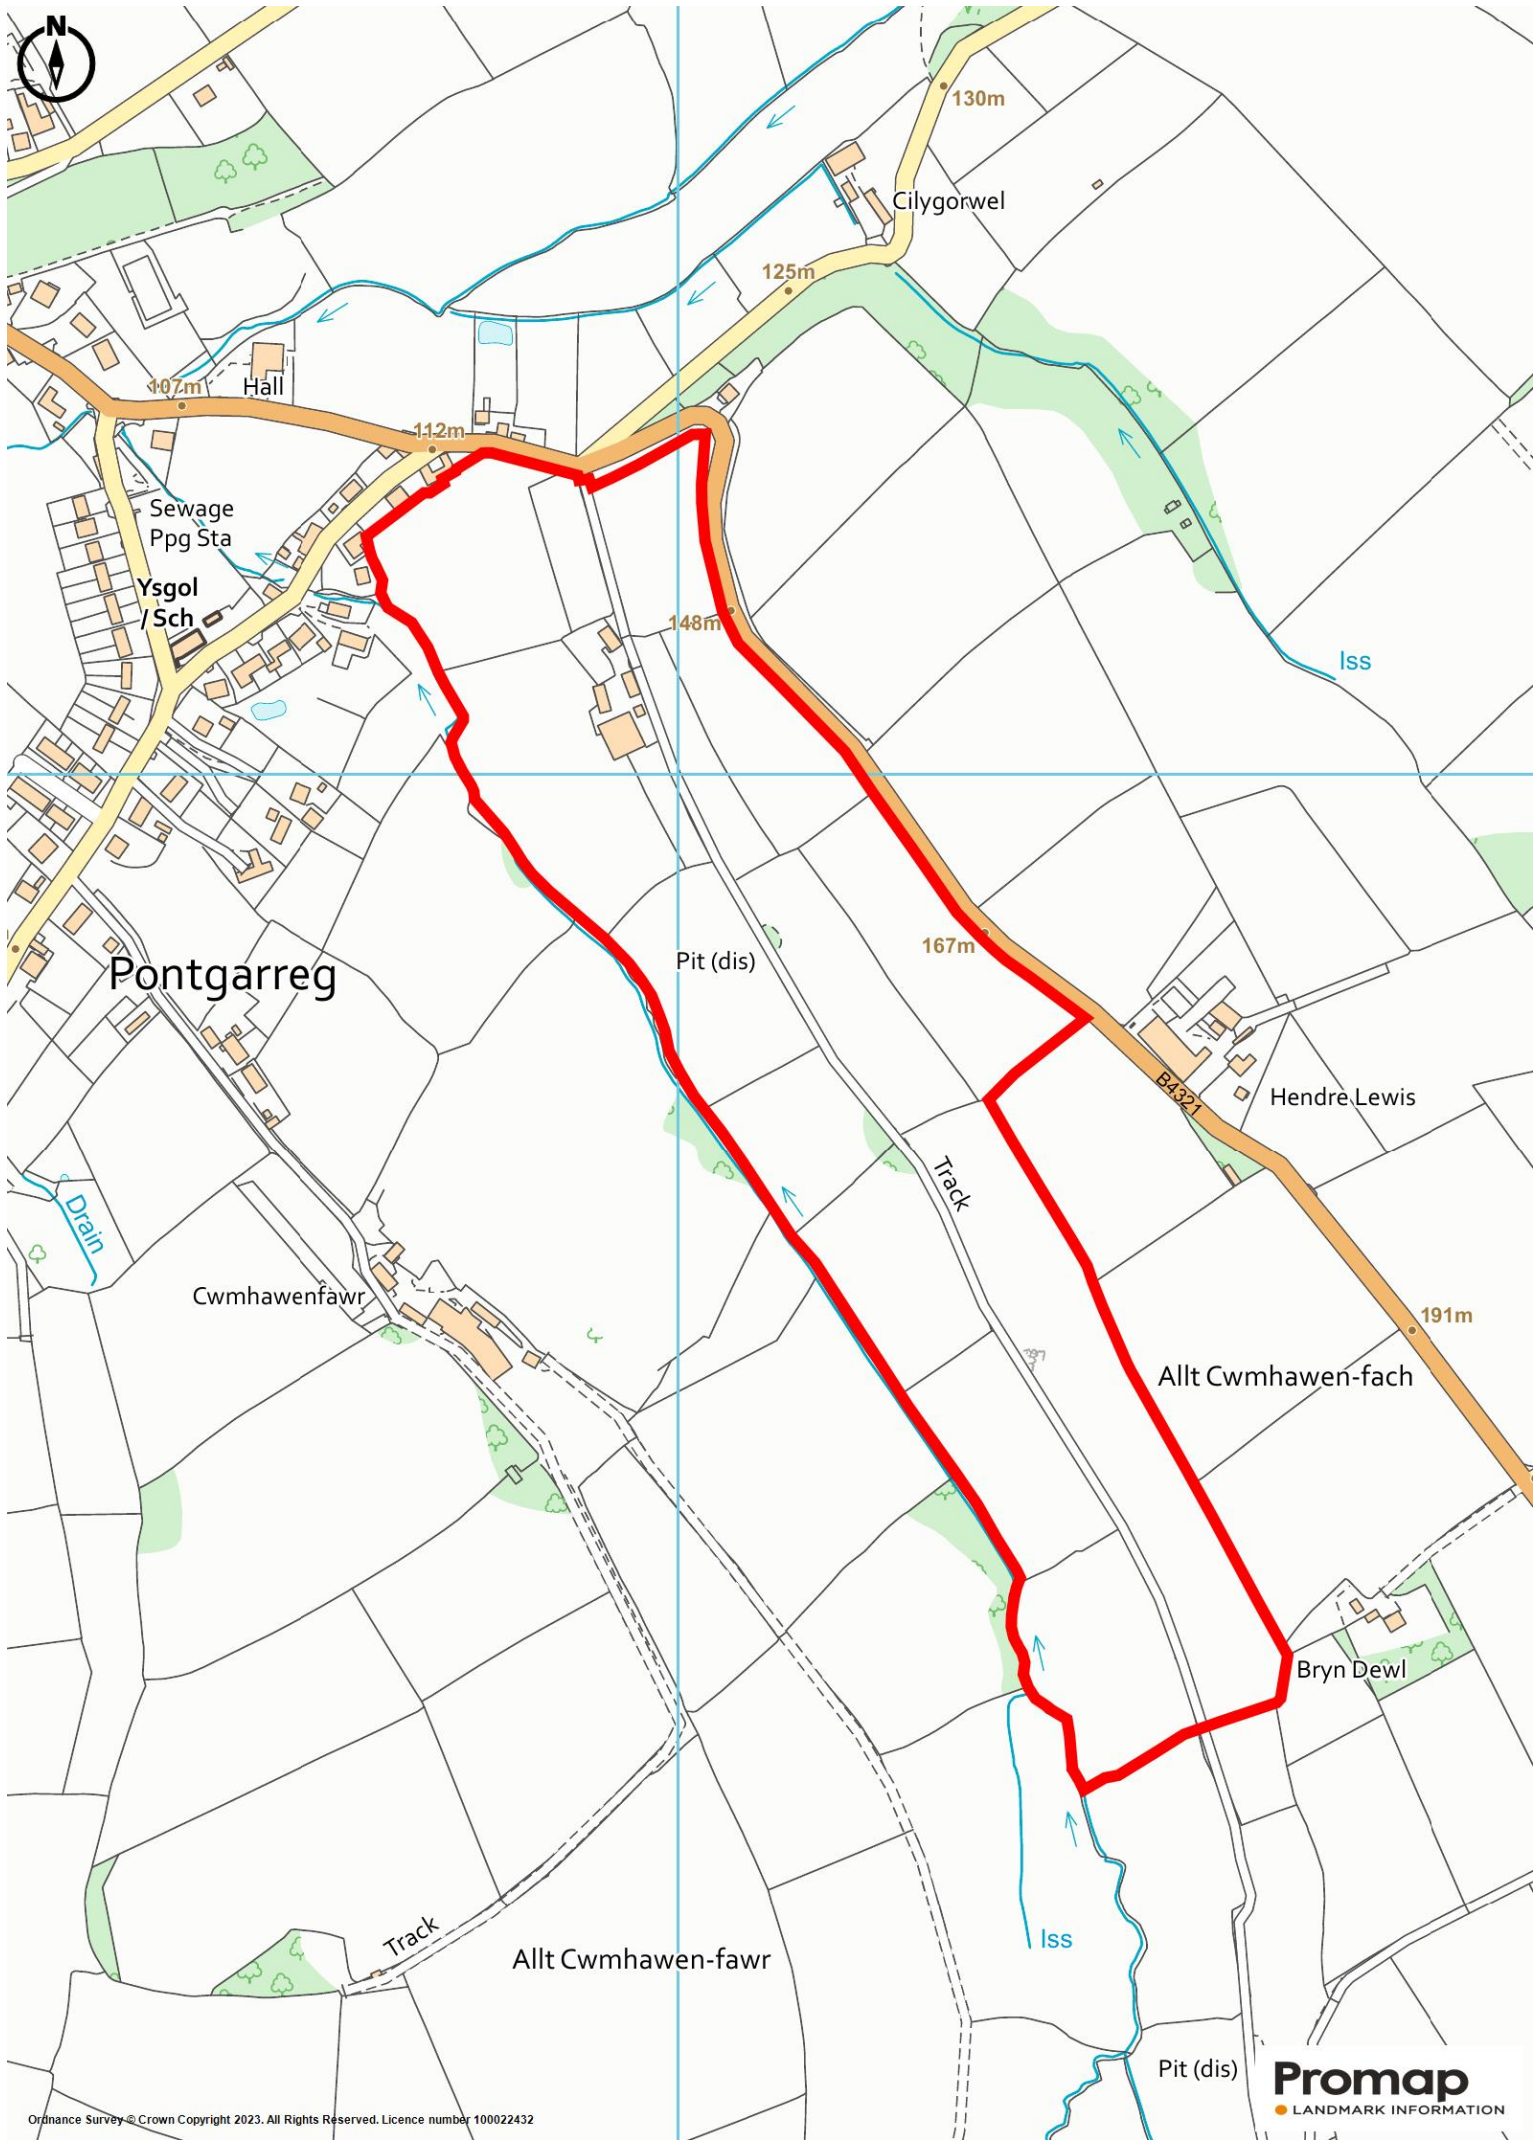 N
130m
Cilygorwel
125m
107m
Hall
112m
Sewage
Ppg Sta
Ysgol
/ Sch
148m
Iss
167m
Pit (dis)
Pontgarreg
B4321
Hendre Lewis
Track
Drain
Cwmhawenfawr
191m
Allt Cwmhawen-fach
Bryn Dewl
Track
Iss
Allt Cwmhawen-fawr
Pit (dis)
Promap
LANDMARK INFORMATION
Ordnance Survey © Crown Copyright 2023. All Rights Reserved. Licence number 100022432